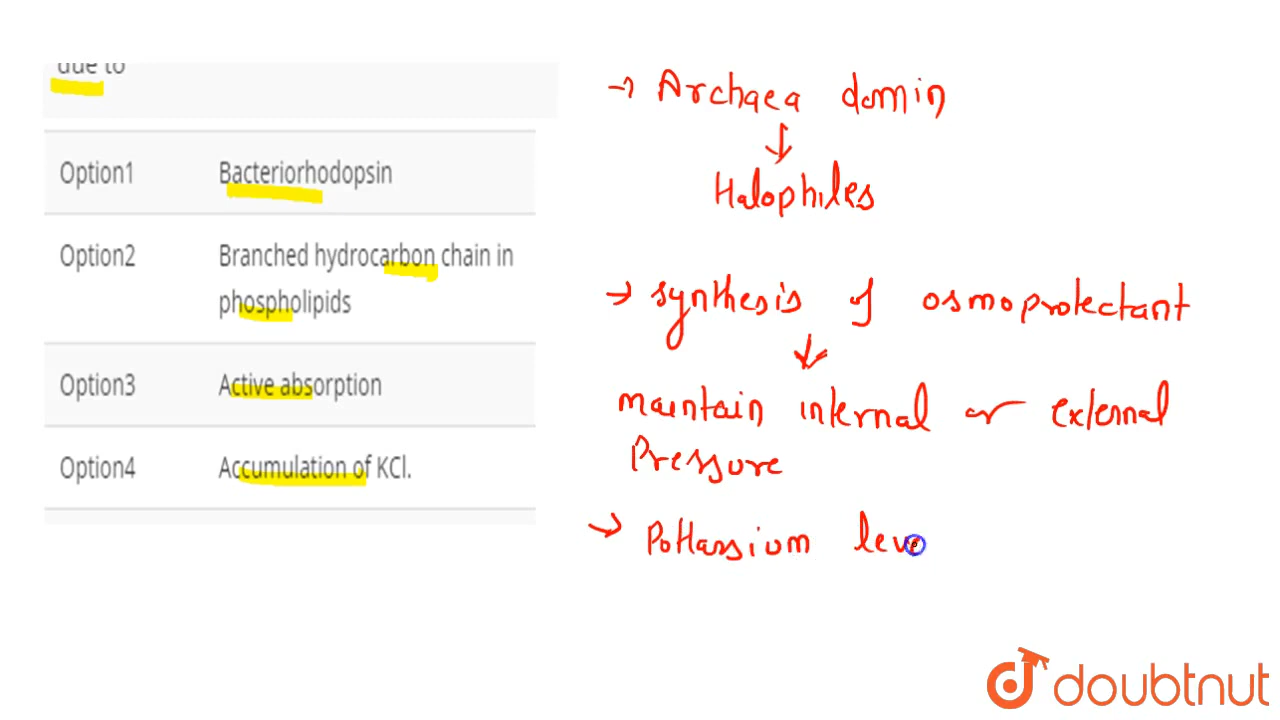 due to
Option1 Bacteriorhodopsin
Option2 Branched hydrocarbon chain in
phospholipids
Option3 Active absorption
Option4 Accumulation of KCl.
→ Archaea domin
↓
Halophiles
→ synthesis of osmoprotectant
↓
maintain internal or external
Pressure
→ Pottassium leve
doubtnut